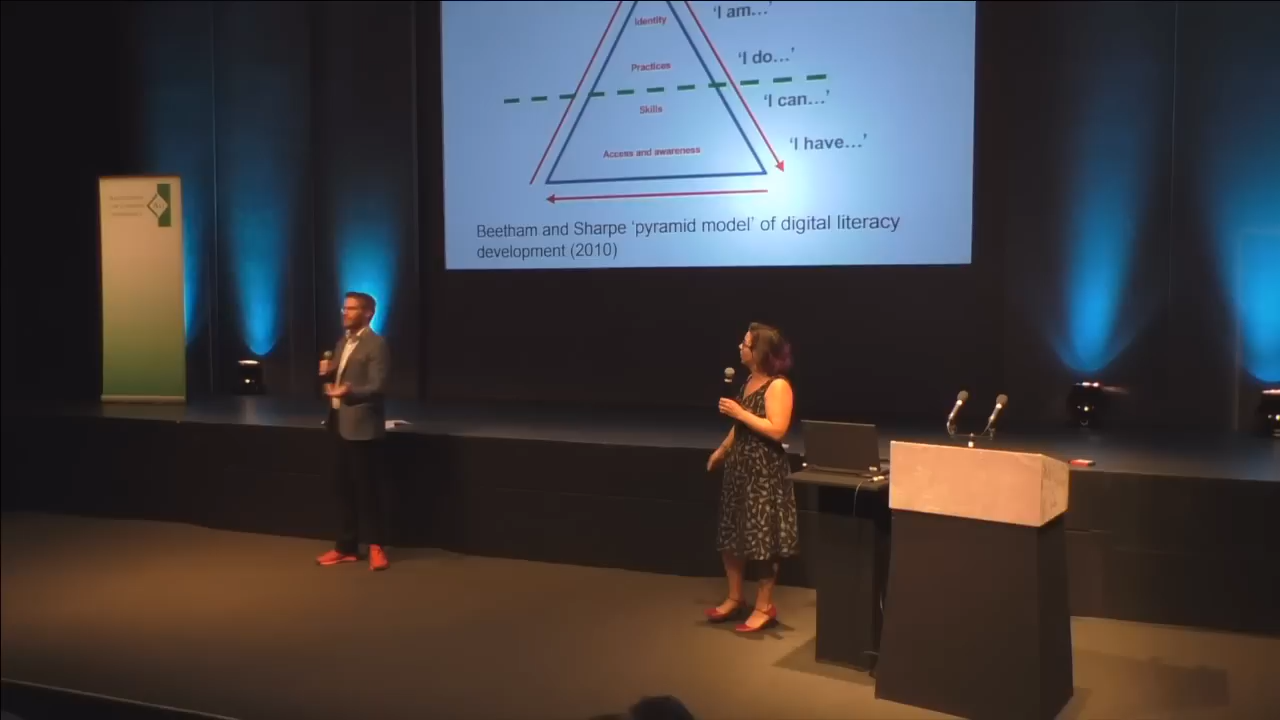 Identity
'I am...'
Practices
'I do...'
Skills
'I can...'
Access and awareness
'I have...'
Beetham and Sharpe 'pyramid model' of digital literacy
development (2010)